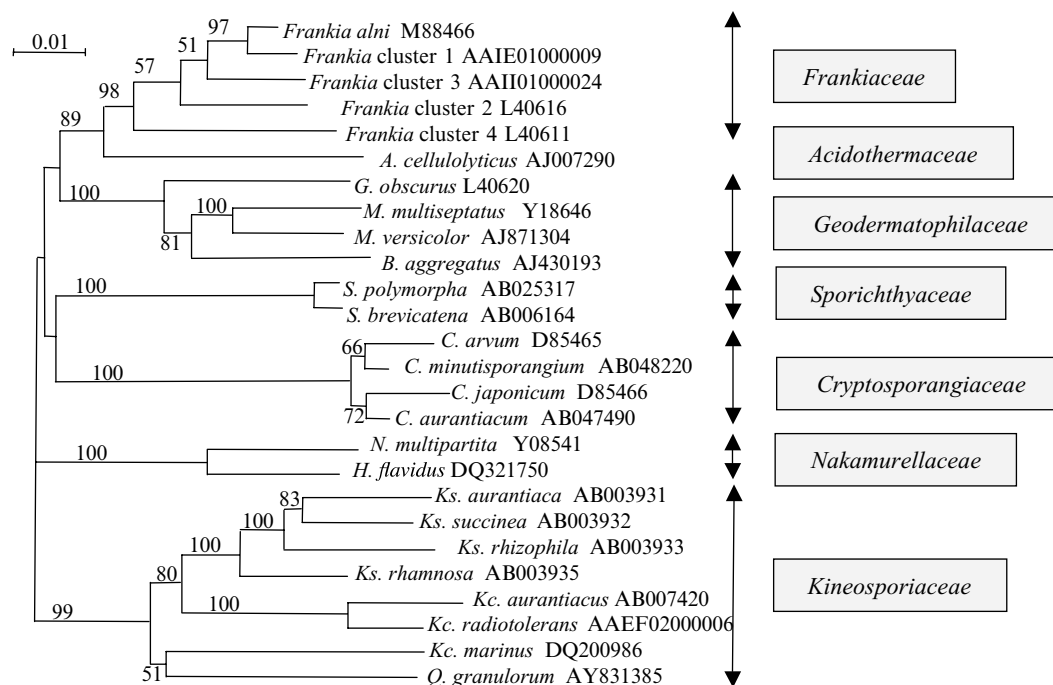 97 Frankia alni M88466
0.01
51 Frankia cluster 1 AAIE01000009
57 Frankia cluster 3 AAII01000024
Frankiaceae
98 Frankia cluster 2 L40616
89 Frankia cluster 4 L40611
A. cellulolyticus AJ007290
Acidothermaceae
100 G. obscurus L40620
100 M. multiseptatus Y18646
M. versicolor AJ871304
Geodermatophilaceae
81 B. aggregatus AJ430193
100 S. polymorpha AB025317
Sporichthyaceae
S. brevicatena AB006164
66 C. arvum D85465
100 C. minutisporangium AB048220
Cryptosporangiaceae
C. japonicum D85466
72 C. aurantiacum AB047490
100 N. multipartita Y08541
Nakamurellaceae
H. flavidus DQ321750
83 Ks. aurantiaca AB003931
100 Ks. succinea AB003932
100 Ks. rhizophila AB003933
80 Ks. rhamnosa AB003935
Kineosporiaceae
99 100 Kc. aurantiacus AB007420
Kc. radiotolerans AAEF02000006
Kc. marinus DQ200986
51 Q. granulorum AY831385